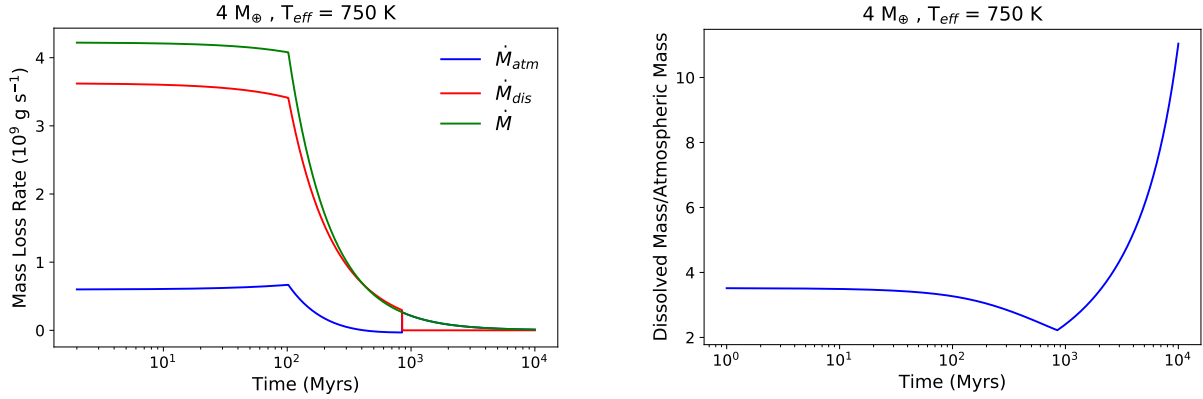 4 M⊕ , Teff = 750 K
Mass Loss Rate (10⁹ g s⁻¹)
4
3
2
1
0
Ṁatm
Ṁdis
Ṁ
10¹ 10² 10³ 10⁴
Time (Myrs)
4 M⊕ , Teff = 750 K
Dissolved Mass/Atmospheric Mass
10
8
6
4
2
10⁰ 10¹ 10² 10³ 10⁴
Time (Myrs)